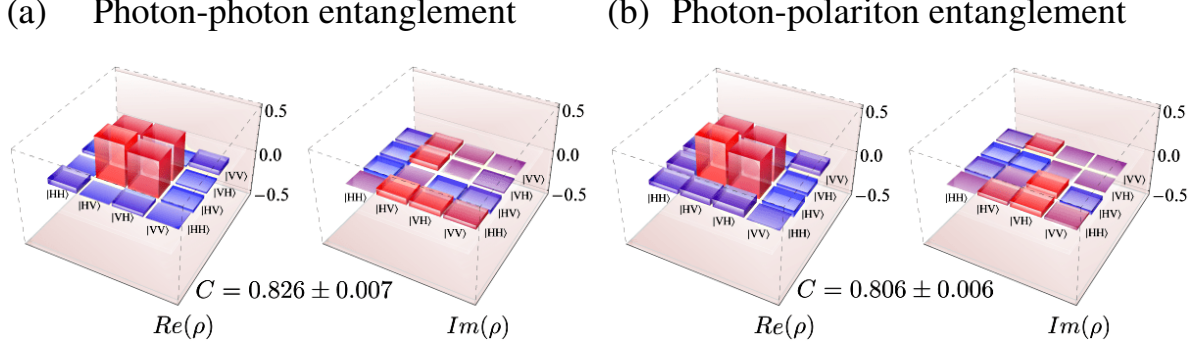 (a) Photon-photon entanglement
(b) Photon-polariton entanglement
0.5
0.0
−0.5
|HH⟩
|HV⟩
|VH⟩
|VV⟩
|HH⟩
|HV⟩
|VH⟩
|VV⟩
0.5
0.0
−0.5
|HH⟩
|HV⟩
|VH⟩
|VV⟩
|HH⟩
|HV⟩
|VH⟩
|VV⟩
C = 0.826 ± 0.007
Re(ρ)
Im(ρ)
0.5
0.0
−0.5
|HH⟩
|HV⟩
|VH⟩
|VV⟩
|HH⟩
|HV⟩
|VH⟩
|VV⟩
0.5
0.0
−0.5
|HH⟩
|HV⟩
|VH⟩
|VV⟩
|HH⟩
|HV⟩
|VH⟩
|VV⟩
C = 0.806 ± 0.006
Re(ρ)
Im(ρ)